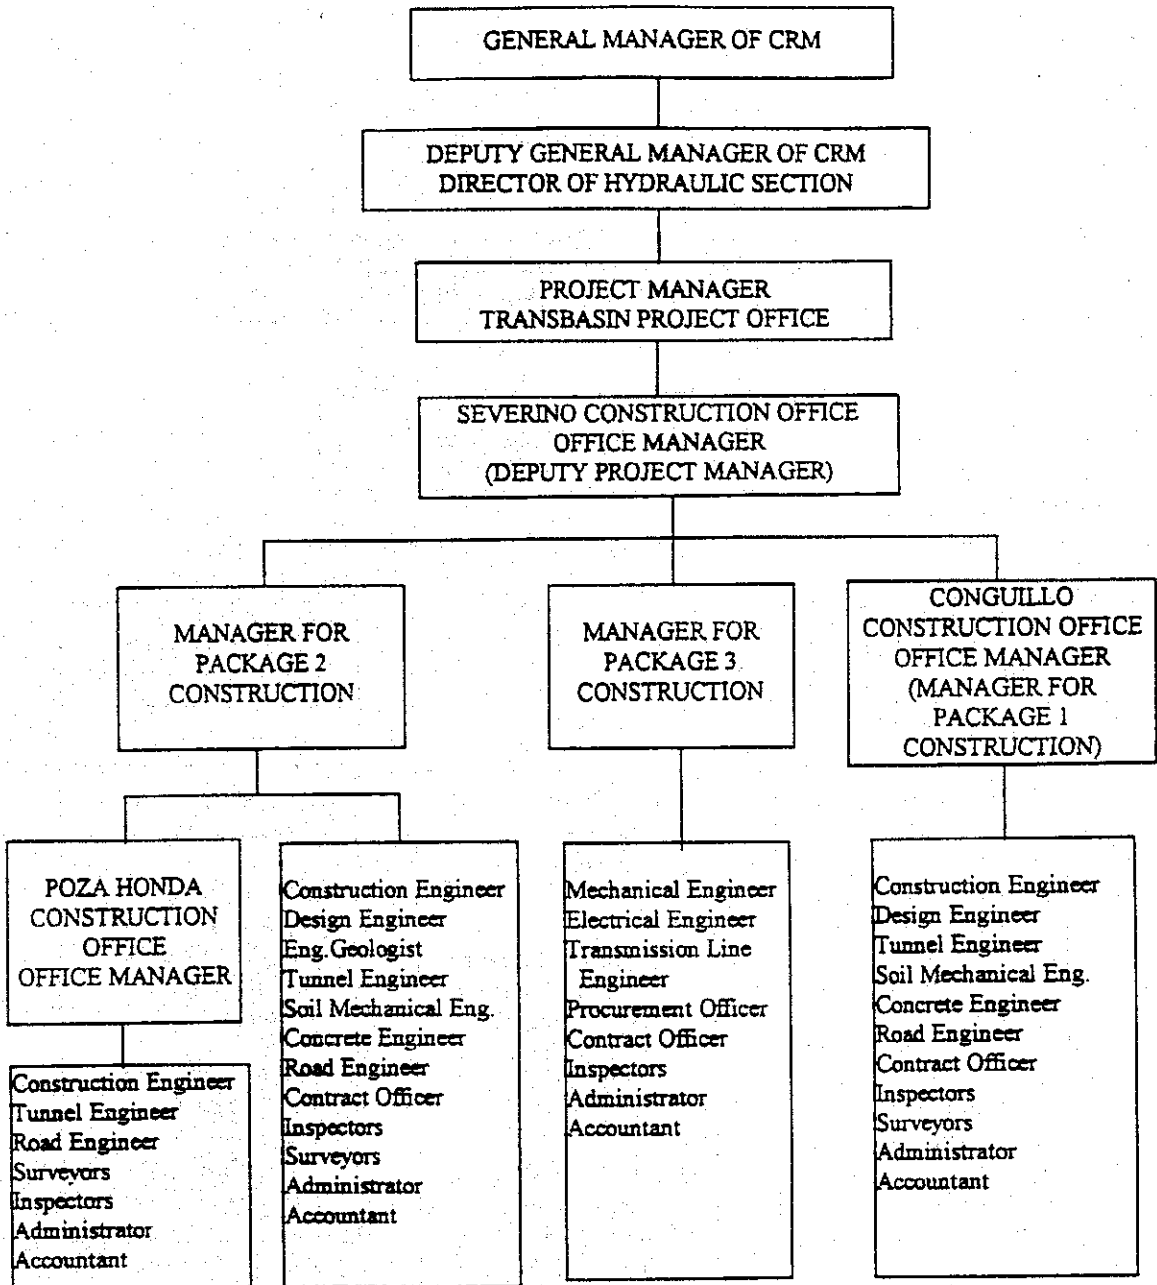 GENERAL MANAGER OF CRM
DEPUTY GENERAL MANAGER OF CRM
DIRECTOR OF HYDRAULIC SECTION
PROJECT MANAGER
TRANSBASIN PROJECT OFFICE
SEVERINO CONSTRUCTION OFFICE
OFFICE MANAGER
(DEPUTY PROJECT MANAGER)
MANAGER FOR
PACKAGE 2
CONSTRUCTION
MANAGER FOR
PACKAGE 3
CONSTRUCTION
CONGUILLO
CONSTRUCTION OFFICE
OFFICE MANAGER
(MANAGER FOR
PACKAGE 1
CONSTRUCTION)
POZA HONDA
CONSTRUCTION
OFFICE
OFFICE MANAGER
Construction Engineer
Tunnel Engineer
Road Engineer
Surveyors
Inspectors
Administrator
Accountant
Construction Engineer
Design Engineer
Eng.Geologist
Tunnel Engineer
Soil Mechanical Eng.
Concrete Engineer
Road Engineer
Contract Officer
Inspectors
Surveyors
Administrator
Accountant
Mechanical Engineer
Electrical Engineer
Transmission Line
Engineer
Procurement Officer
Contract Officer
Inspectors
Administrator
Accountant
Construction Engineer
Design Engineer
Tunnel Engineer
Soil Mechanical Eng.
Concrete Engineer
Road Engineer
Contract Officer
Inspectors
Surveyors
Administrator
Accountant